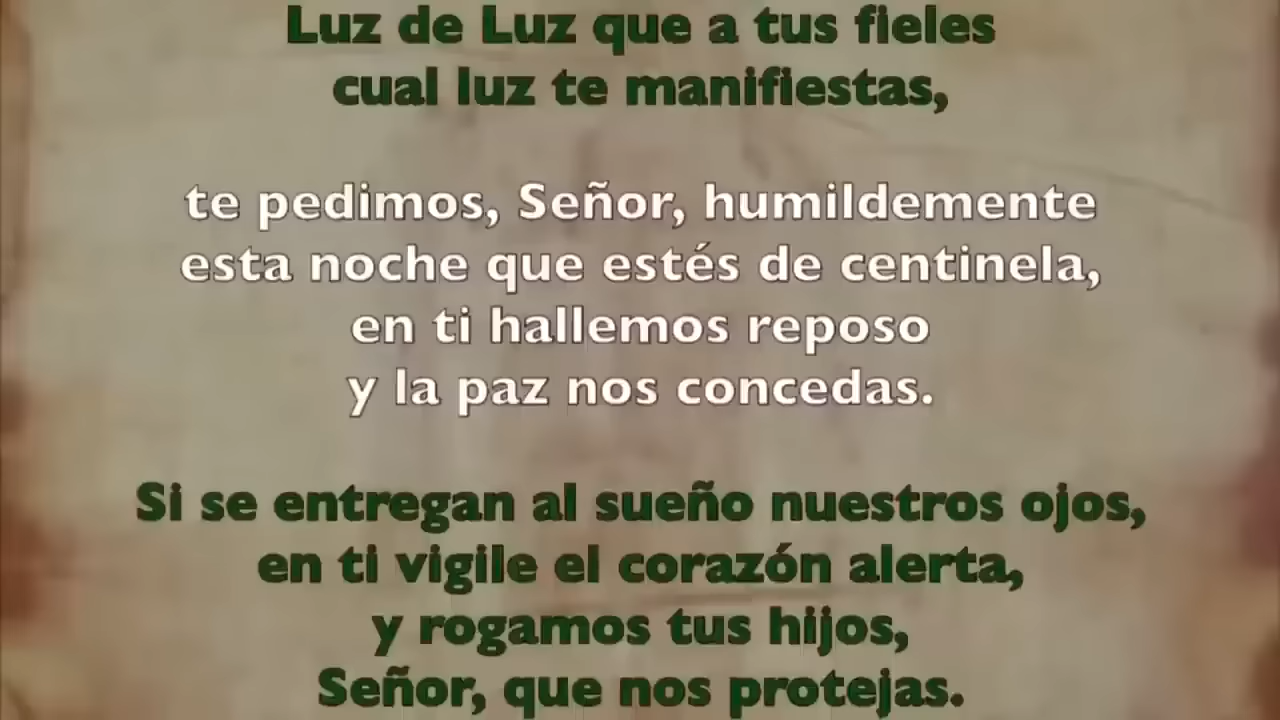 Luz de Luz que a tus fieles
cual luz te manifiestas,
te pedimos, Señor, humildemente
esta noche que estés de centinela,
en ti hallemos reposo
y la paz nos concedas.
Si se entregan al sueño nuestros ojos,
en ti vigile el corazón alerta,
y rogamos tus hijos,
Señor, que nos protejas.